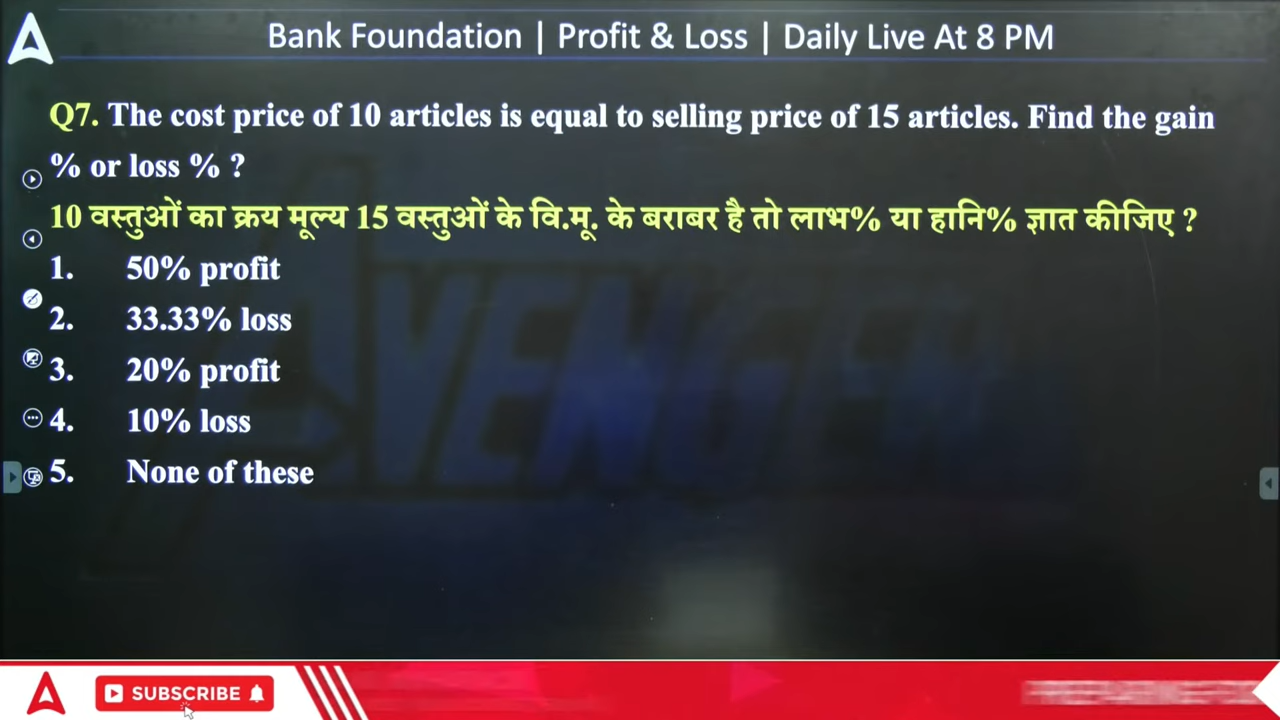 Bank Foundation | Profit & Loss | Daily Live At 8 PM
Q7. The cost price of 10 articles is equal to selling price of 15 articles. Find the gain
% or loss % ?
10 वस्तुओं का क्रय मूल्य 15 वस्तुओं के वि.मू. के बराबर है तो लाभ% या हानि% ज्ञात कीजिए ?
1. 50% profit
2. 33.33% loss
3. 20% profit
4. 10% loss
5. None of these
SUBSCRIBE